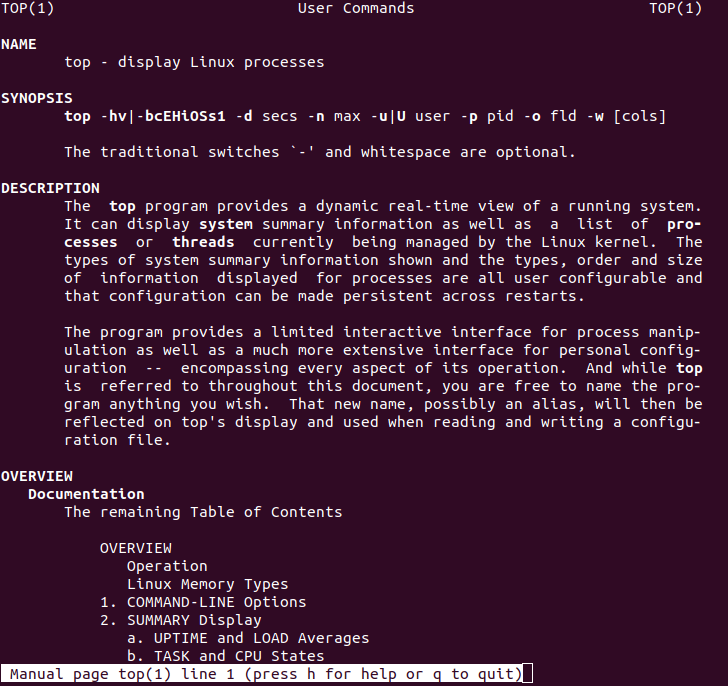 TOP(1)                           User Commands                          TOP(1)
NAME
top - display Linux processes
SYNOPSIS
top -hv|-bcEHiOSs1 -d secs -n max -u|U user -p pid -o fld -w [cols]
The traditional switches `-' and whitespace are optional.
DESCRIPTION
The  top program provides a dynamic real-time view of a running system.
It can display system summary information as well as  a  list  of  pro-
cesses  or  threads  currently  being managed by the Linux kernel.  The
types of system summary information shown and the types, order and size
of  information  displayed  for processes are all user configurable and
that configuration can be made persistent across restarts.
The program provides a limited interactive interface for process manip-
ulation as well as a much more extensive interface for personal config-
uration  --  encompassing every aspect of its operation.  And while top
is  referred to throughout this document, you are free to name the pro-
gram anything you wish.  That new name, possibly an alias, will then be
reflected on top's display and used when reading and writing a configu-
ration file.
OVERVIEW
Documentation
The remaining Table of Contents
OVERVIEW
Operation
Linux Memory Types
1. COMMAND-LINE Options
2. SUMMARY Display
a. UPTIME and LOAD Averages
b. TASK and CPU States
Manual page top(1) line 1 (press h for help or q to quit)